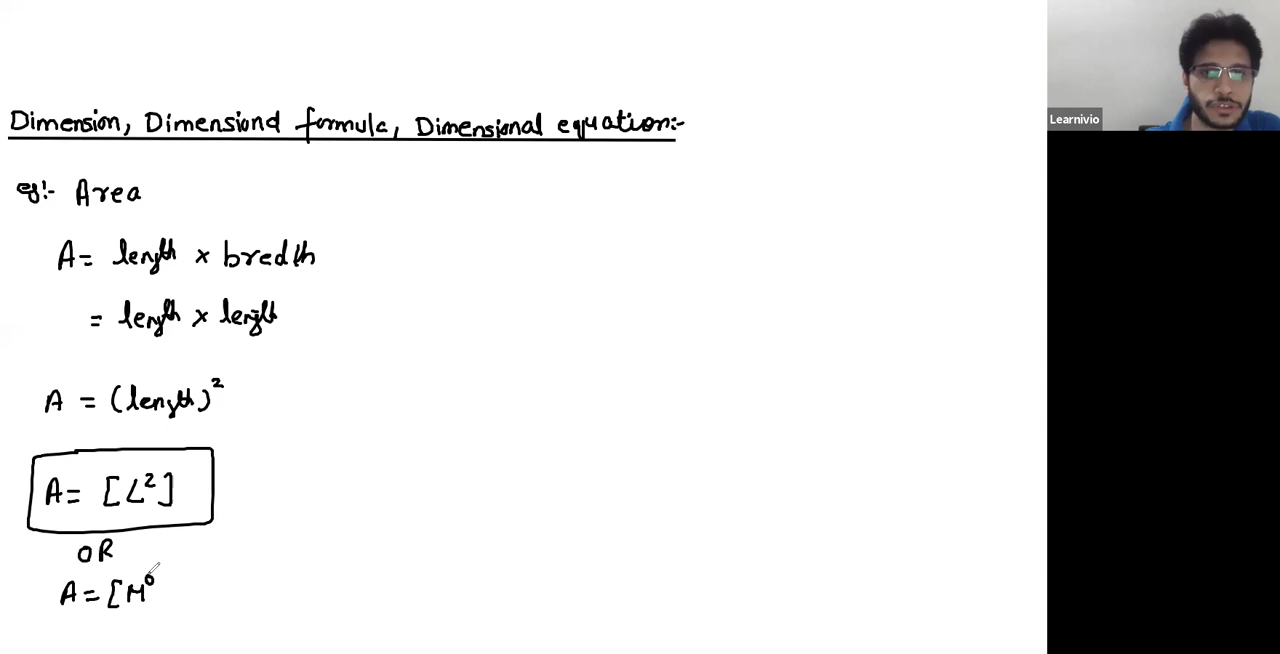 Dimension, Dimensional formula, Dimensional equation:-
eg:- Area
A = length × bredth
= length × length
A = (length)²
A = [L²]
OR
A = [M⁰
Learnivio